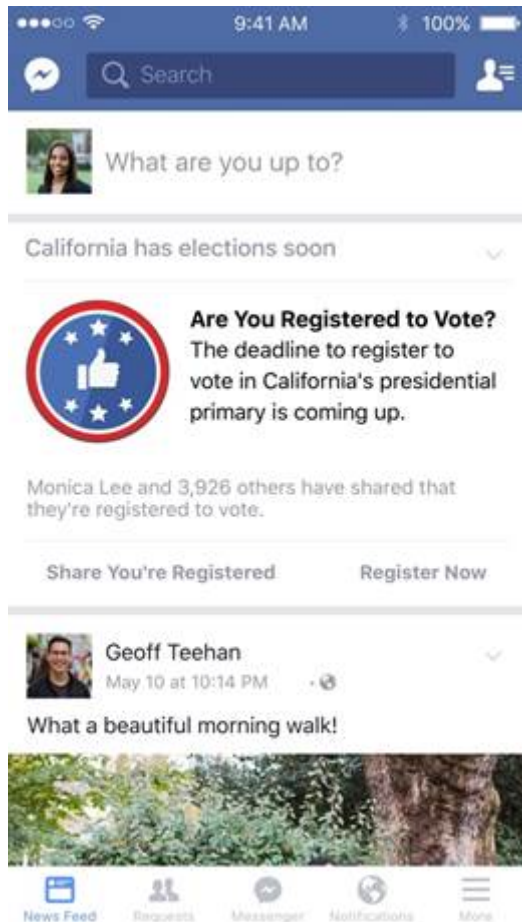 9:41 AM 100%
Search
What are you up to?
California has elections soon
Are You Registered to Vote?
The deadline to register to
vote in California's presidential
primary is coming up.
Monica Lee and 3,926 others have shared that
they're registered to vote.
Share You're Registered Register Now
Geoff Teehan
May 10 at 10:14 PM
What a beautiful morning walk!
News Feed Requests Messenger Notifications More